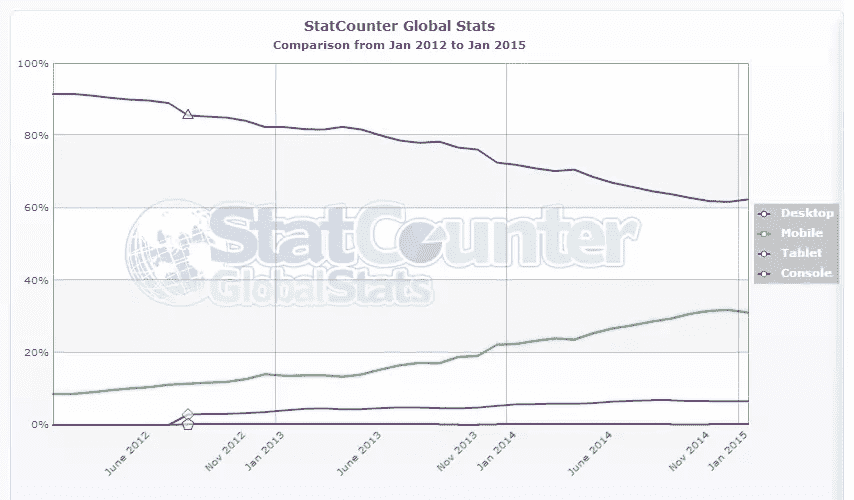 StatCounter Global Stats
Comparison from Jan 2012 to Jan 2015
100%
80%
60%
40%
20%
0%
StatCounter
GlobalStats
Desktop
Mobile
Tablet
Console
June 2012
Nov 2012
Jan 2013
June 2013
Nov 2013
Jan 2014
June 2014
Nov 2014
Jan 2015